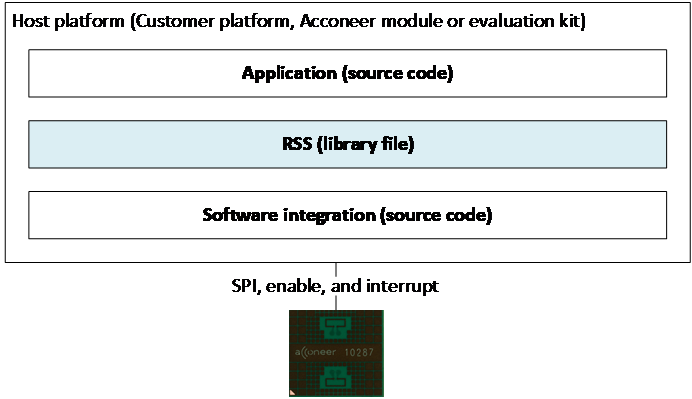 Host platform (Customer platform, Acconeer module or evaluation kit)
Application (source code)
RSS (library file)
Software integration (source code)
SPI, enable, and interrupt
acconeer 10287